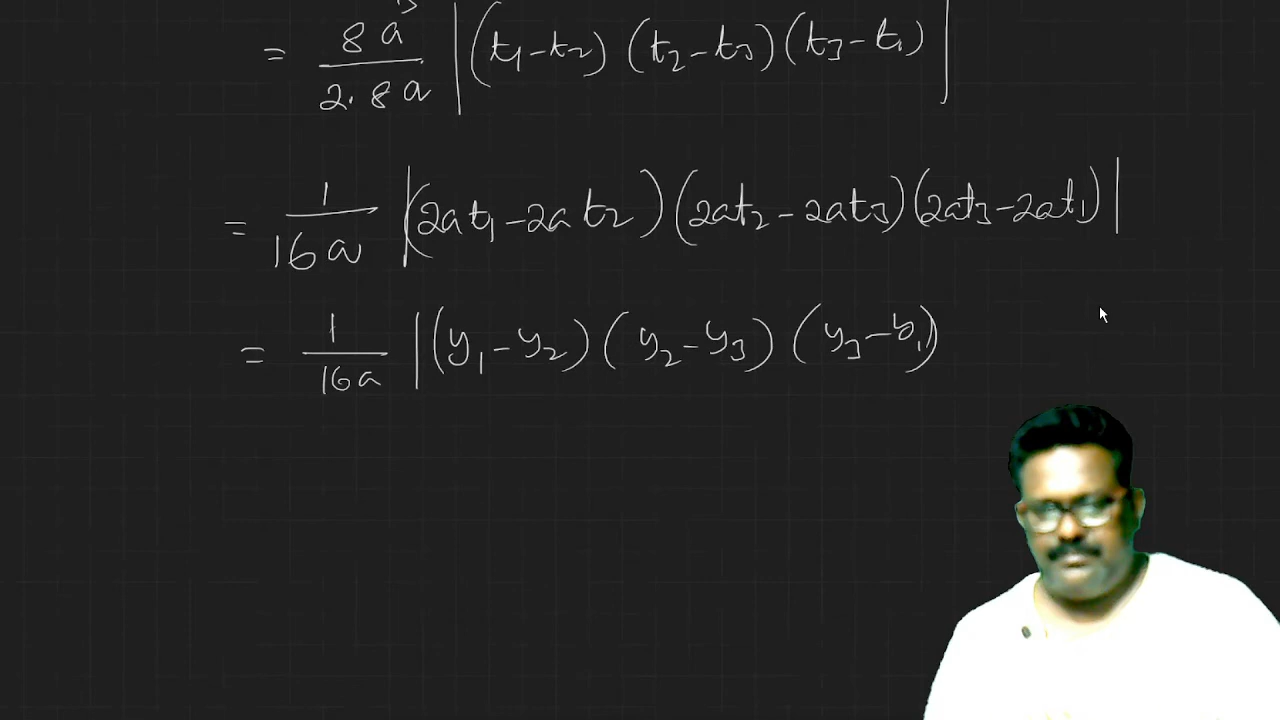 = 8a³/2.8a |(t₁-t₂) (t₂-t₃)(t₃-t₁)|
= 1/16a |(2at₁-2at₂)(2at₂-2at₃)(2at₃-2at₁)|
= 1/16a |(y₁-y₂)(y₂-y₃)(y₃-y₁)